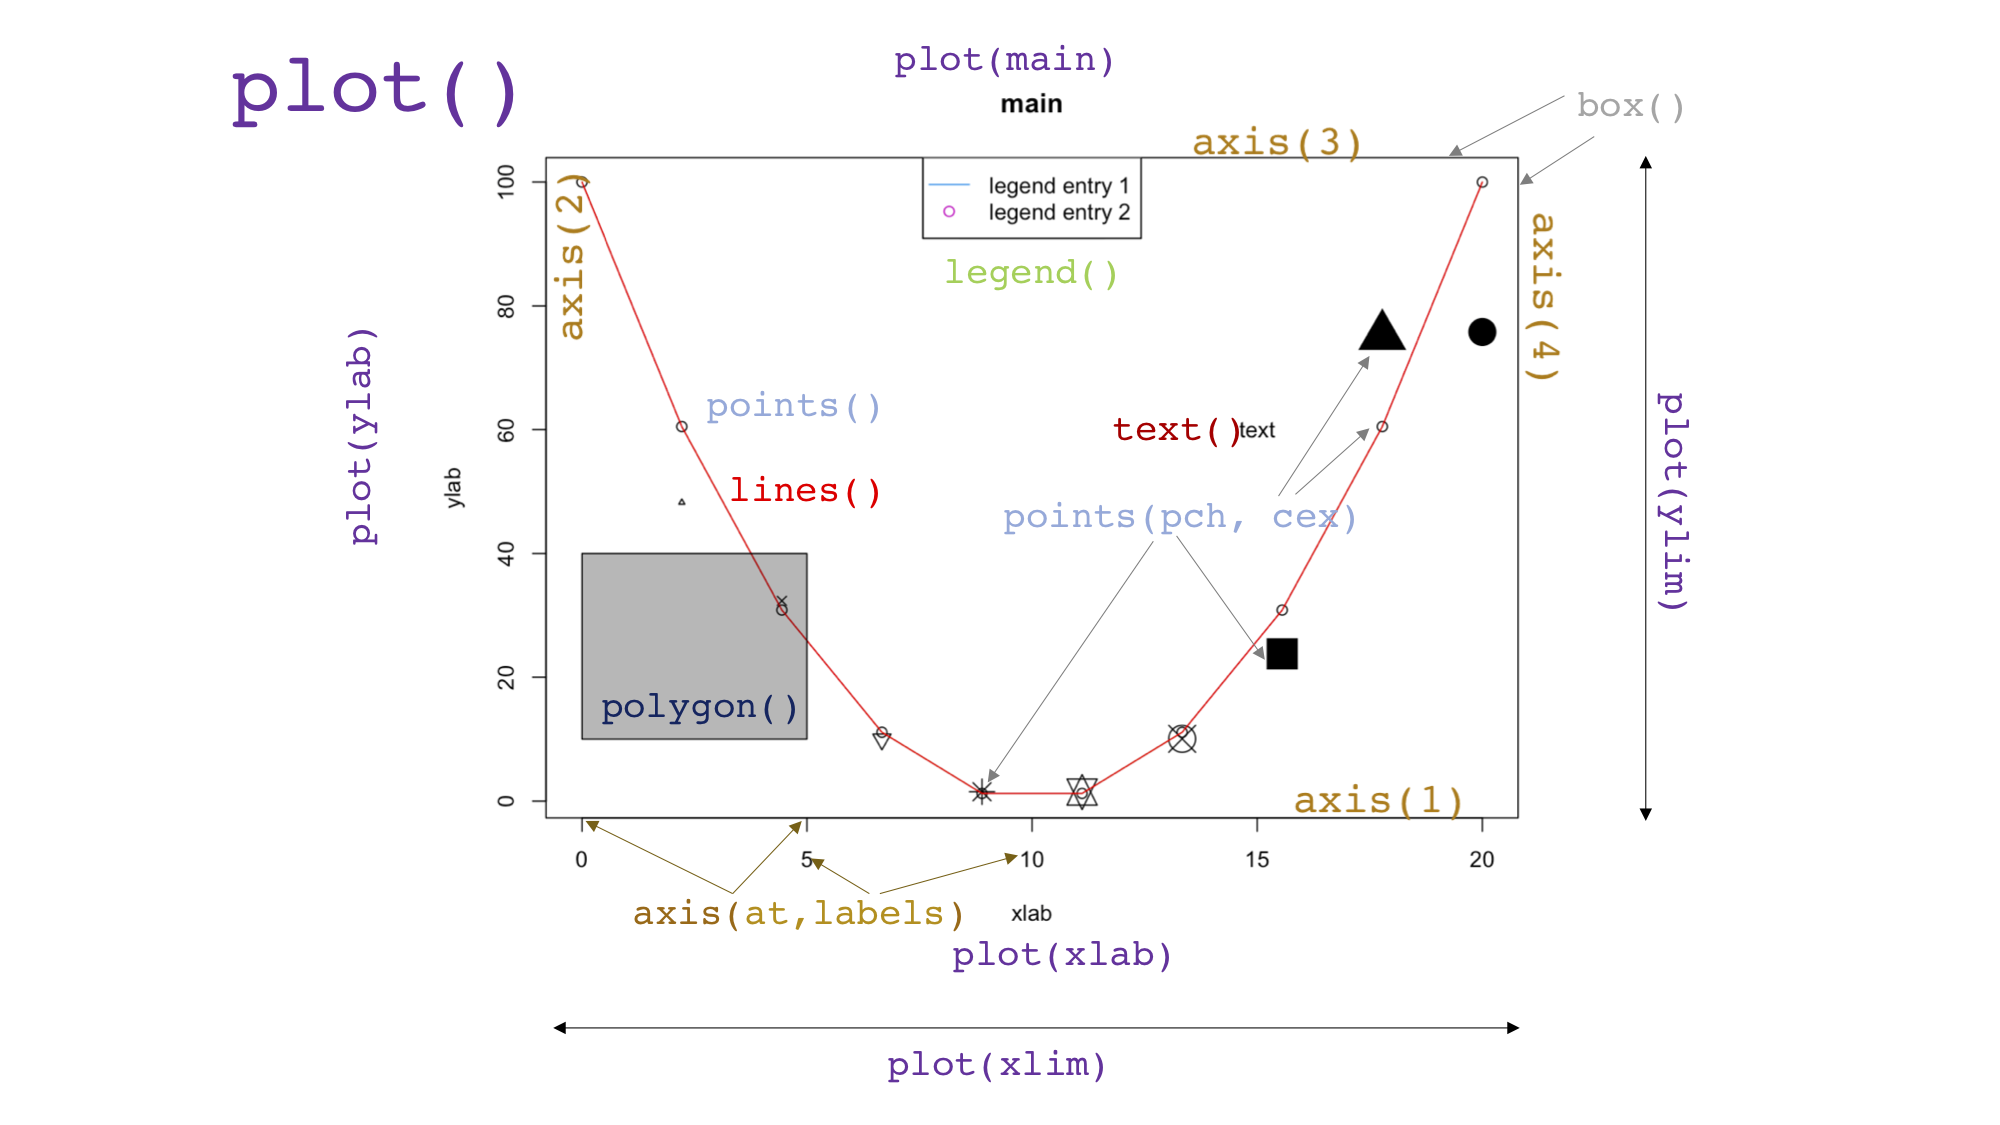 plot()
plot(main)
main
box()
axis(3)
axis(2)
legend entry 1
legend entry 2
legend()
axis(4)
100
80
60
40
20
0
plot(ylab)
ylab
points()
text()
text
lines()
points(pch, cex)
plot(ylim)
polygon()
axis(1)
0
5
10
15
20
axis(at,labels)
xlab
plot(xlab)
plot(xlim)